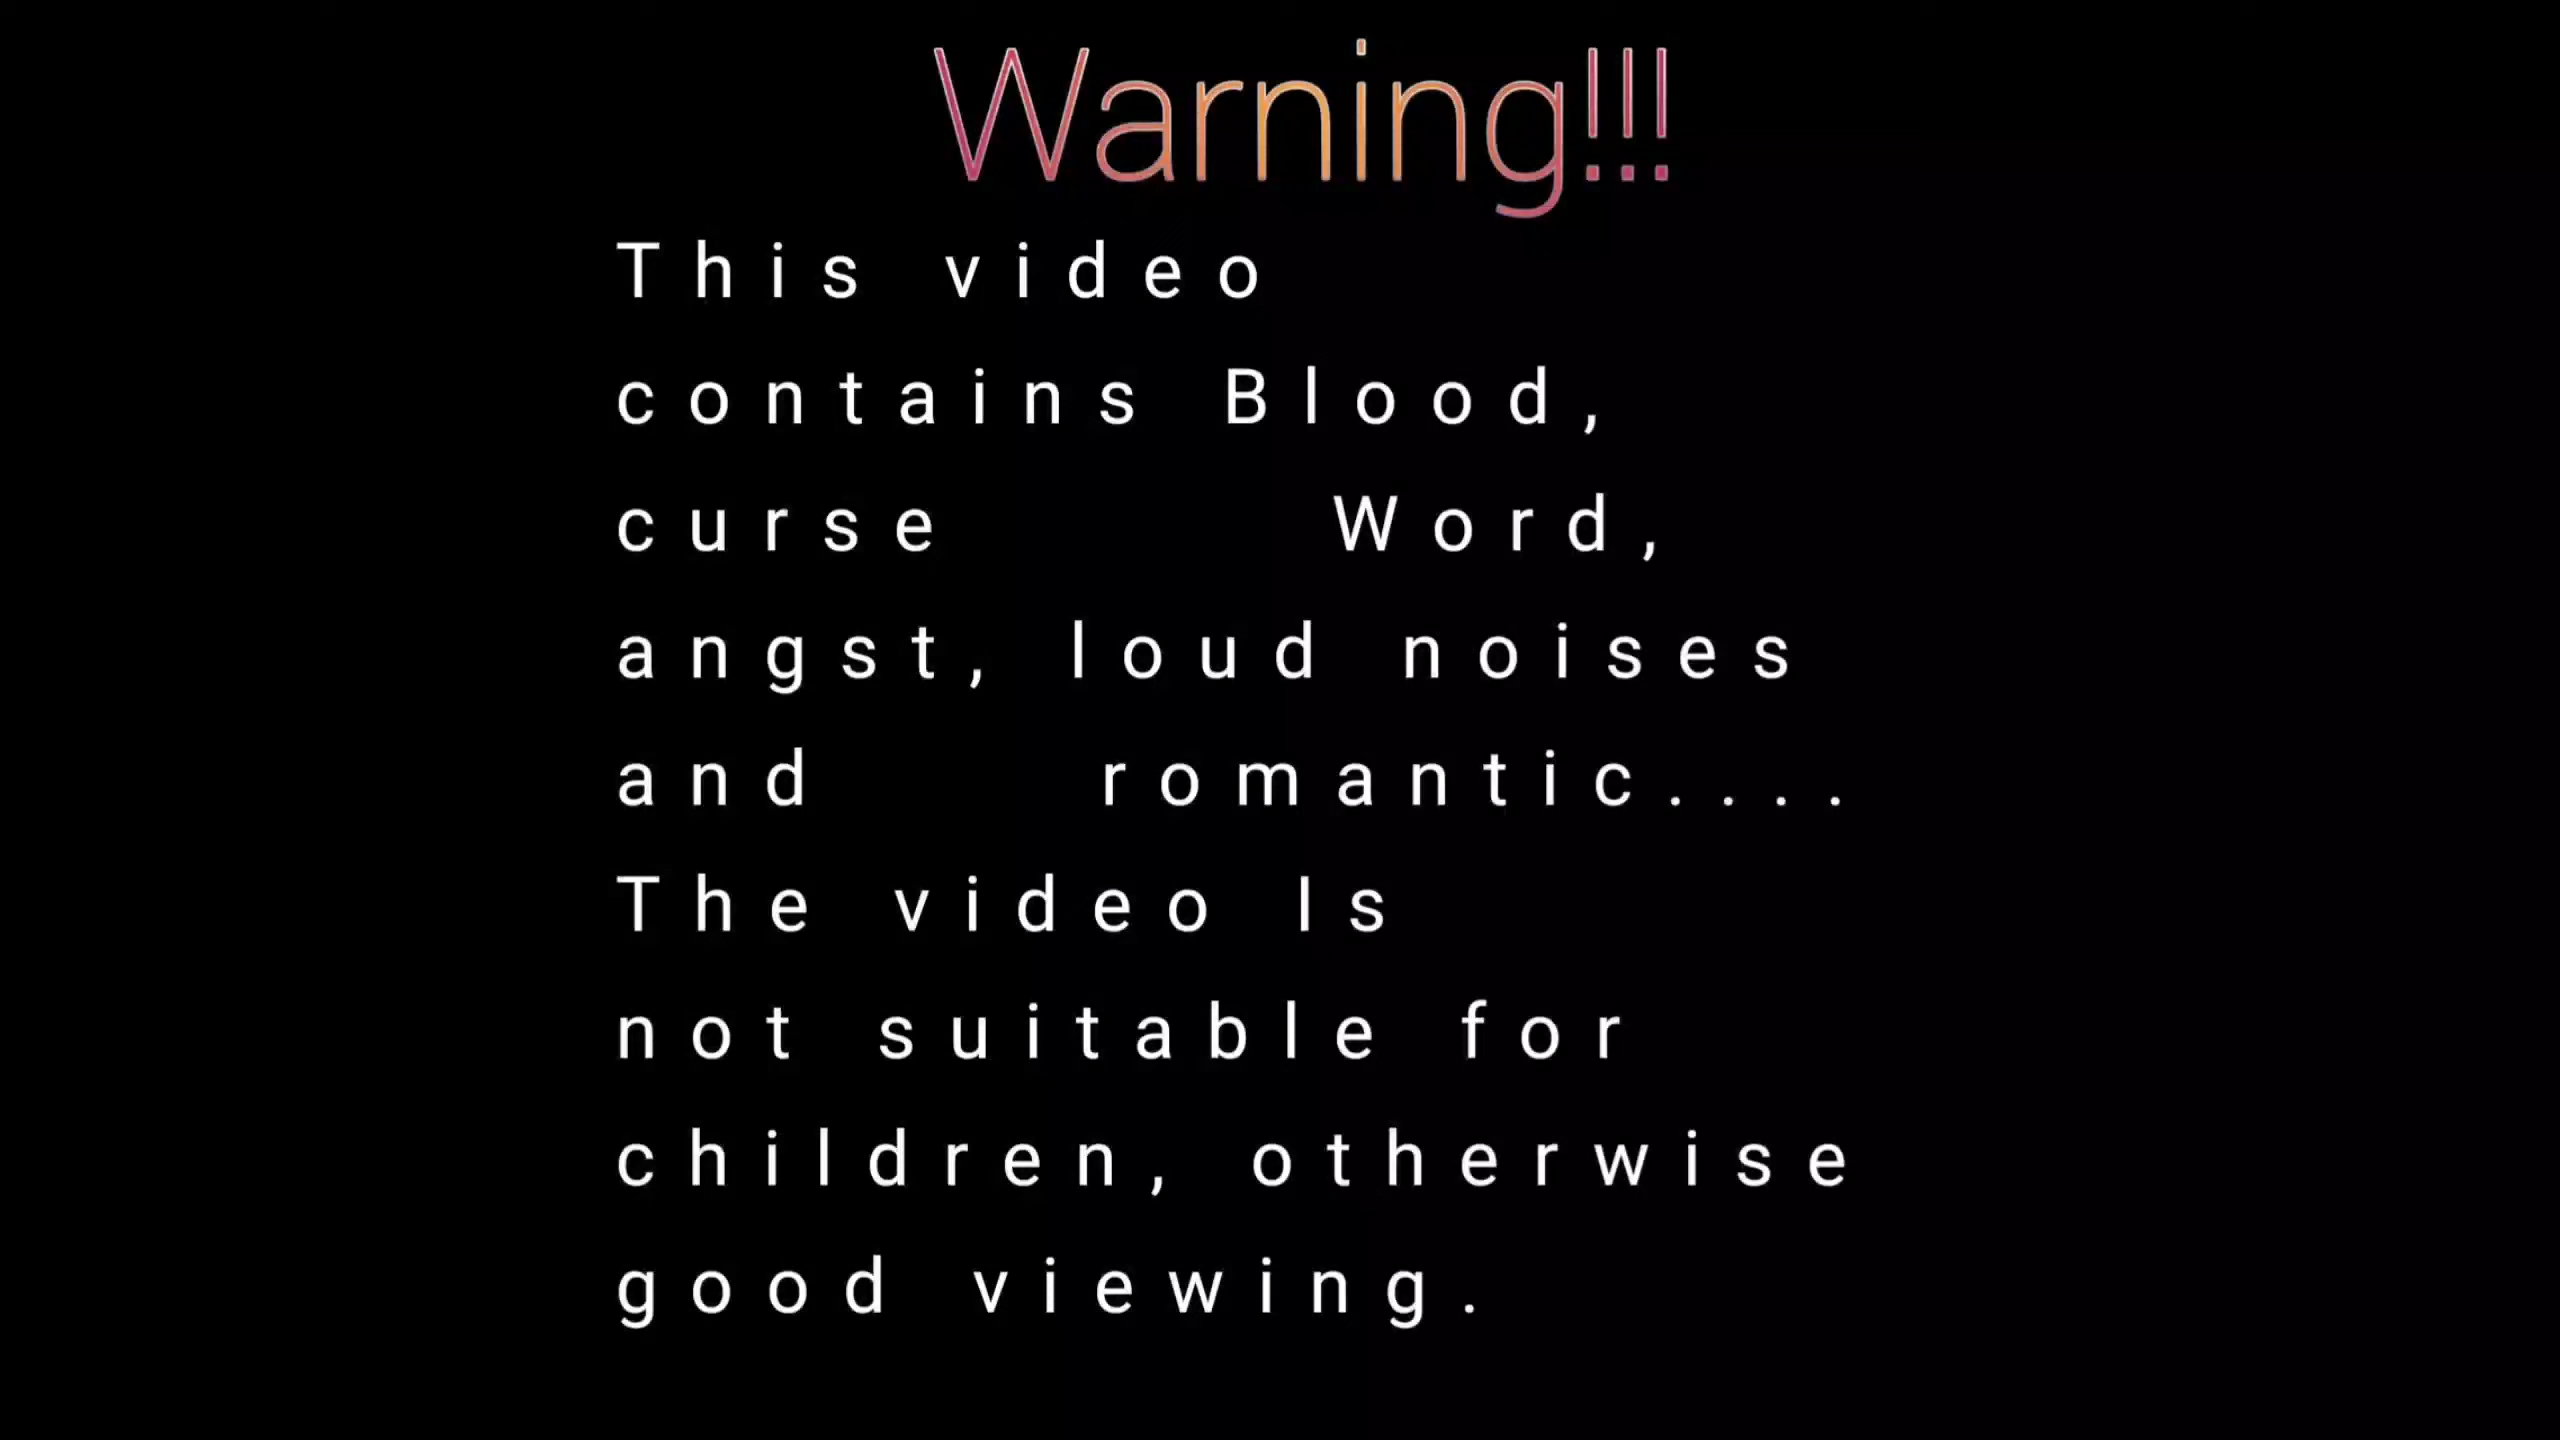 Warning!!!
This video
contains Blood,
curse Word,
angst, loud noises
and romantic....
The video Is
not suitable for
children, otherwise
good viewing.